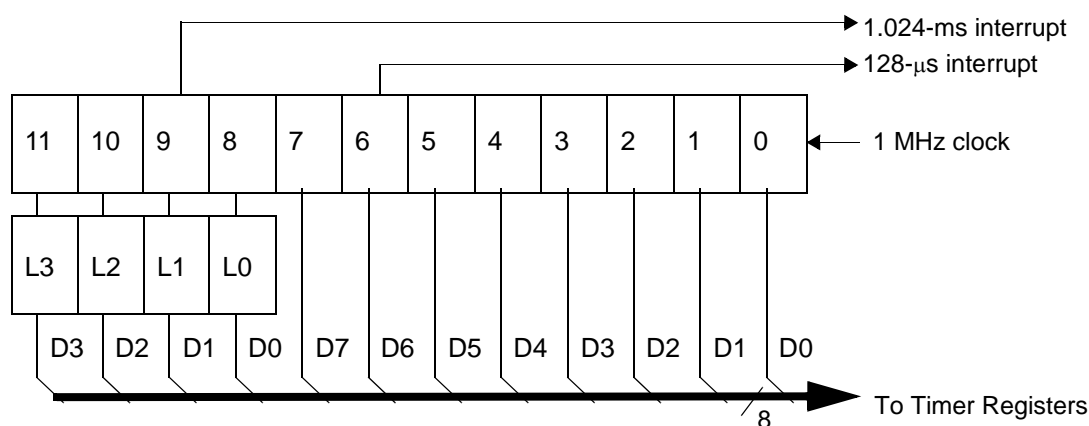 1.024-ms interrupt
128-μs interrupt
11 10 9 8 7 6 5 4 3 2 1 0
1 MHz clock
L3 L2 L1 L0
D3 D2 D1 D0 D7 D6 D5 D4 D3 D2 D1 D0
8
To Timer Registers